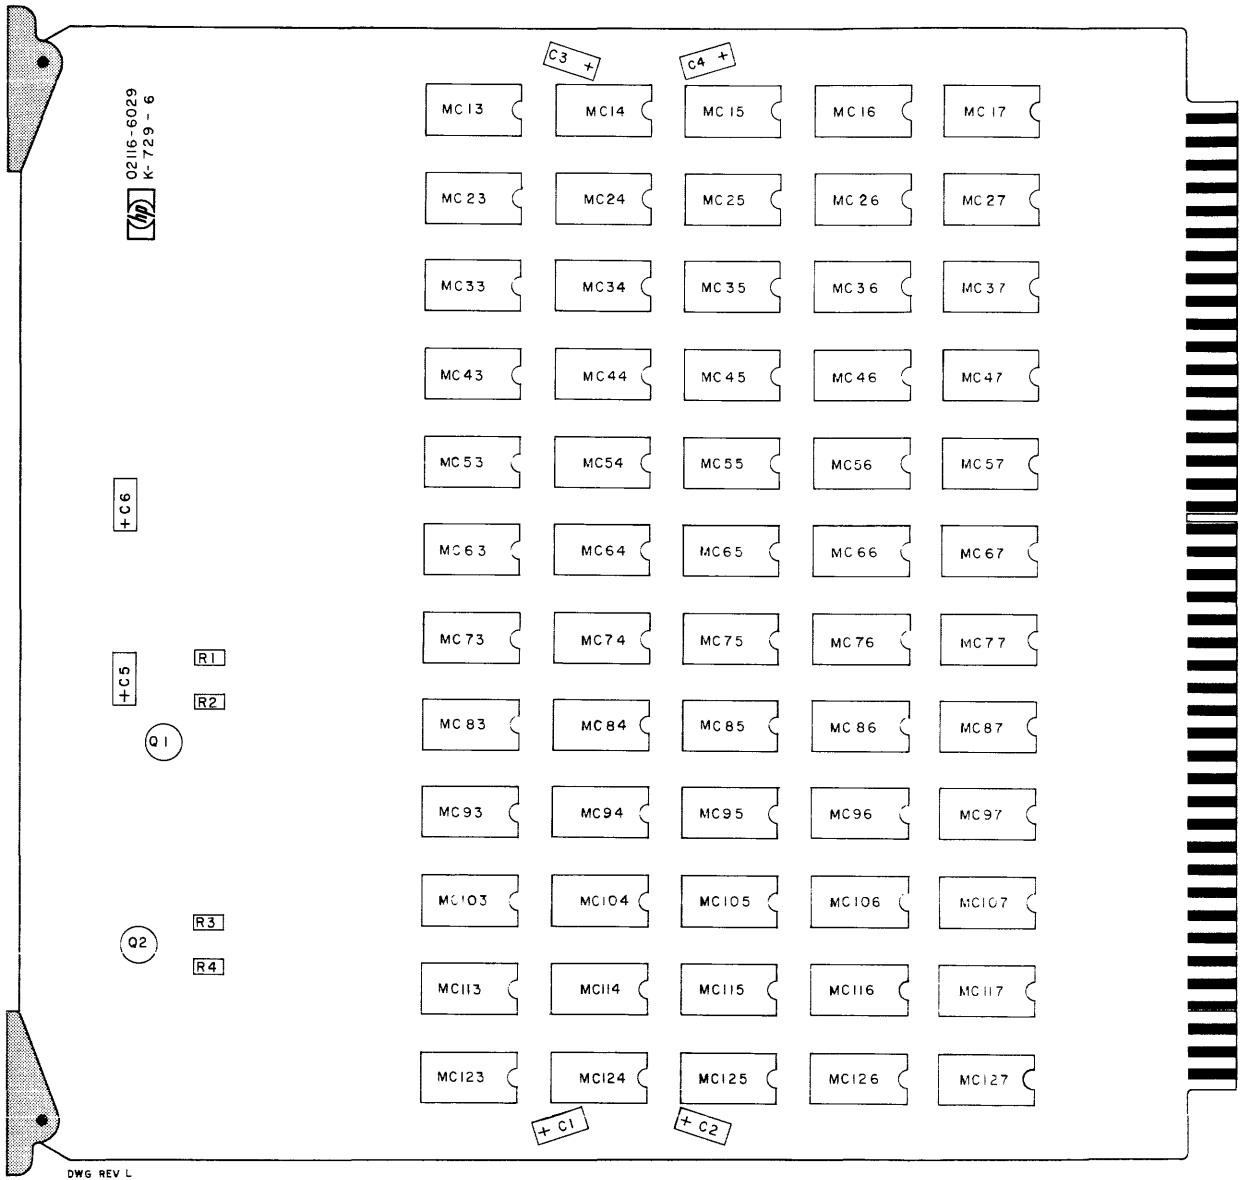 C3 +
C4 +
02116-6029
K-729-6
hp
MC13 MC14 MC15 MC16 MC17
MC23 MC24 MC25 MC26 MC27
MC33 MC34 MC35 MC36 MC37
MC43 MC44 MC45 MC46 MC47
MC53 MC54 MC55 MC56 MC57
+C6
MC63 MC64 MC65 MC66 MC67
MC73 MC74 MC75 MC76 MC77
R1
+C5
R2
Q1
MC83 MC84 MC85 MC86 MC87
MC93 MC94 MC95 MC96 MC97
MC103 MC104 MC105 MC106 MC107
R3
Q2
R4
MC113 MC114 MC115 MC116 MC117
MC123 MC124 MC125 MC126 MC127
+ C1
+ C2
DWG REV L